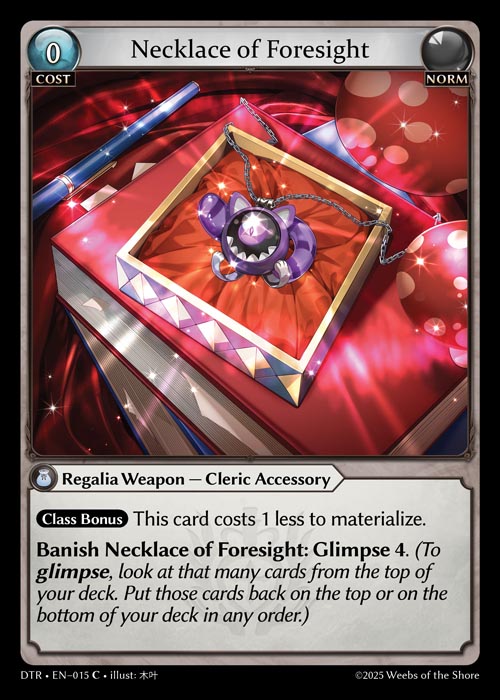 0
Necklace of Foresight
COST
NORM
Regalia Weapon — Cleric Accessory
Class Bonus This card costs 1 less to materialize.
Banish Necklace of Foresight: Glimpse 4. (To
glimpse, look at that many cards from the top of
your deck. Put those cards back on the top or on the
bottom of your deck in any order.)
DTR • EN-015 C • illust: 木叶
©2025 Weebs of the Shore